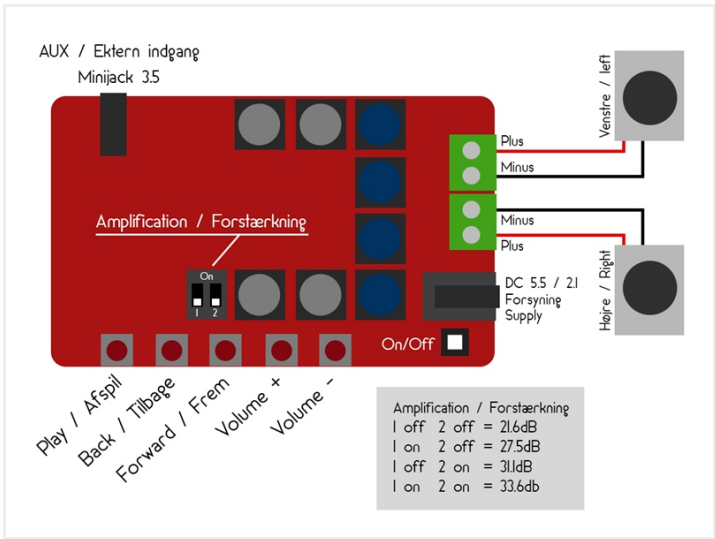 AUX / Ektern indgang
Minijack 3.5
Venstre / left
Plus
Minus
Amplification / Forstærkning
Minus
Plus
On
1 2
DC 5.5 / 2.1
Forsyning
Supply
Højre / Right
On/Off
Play / Afspil
Back / Tilbage
Forward / Frem
Volume +
Volume -
Amplification / Forstærkning
1 off 2 off = 21.6dB
1 on 2 off = 27.5dB
1 off 2 on = 31.1dB
1 on 2 on = 33.6db